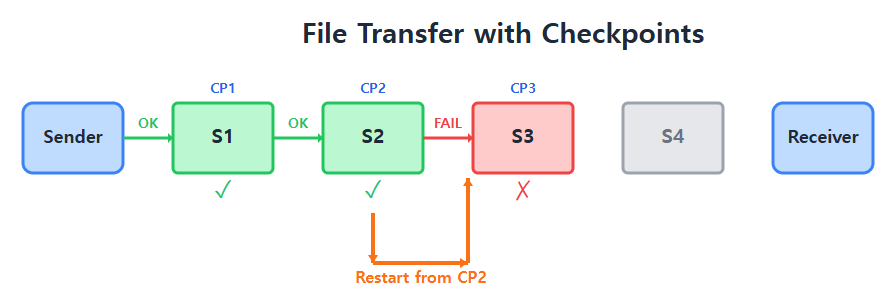 File Transfer with Checkpoints
CP1 CP2 CP3
Sender OK S1 OK S2 FAIL S3 S4 Receiver
✓ ✓ ✗
Restart from CP2